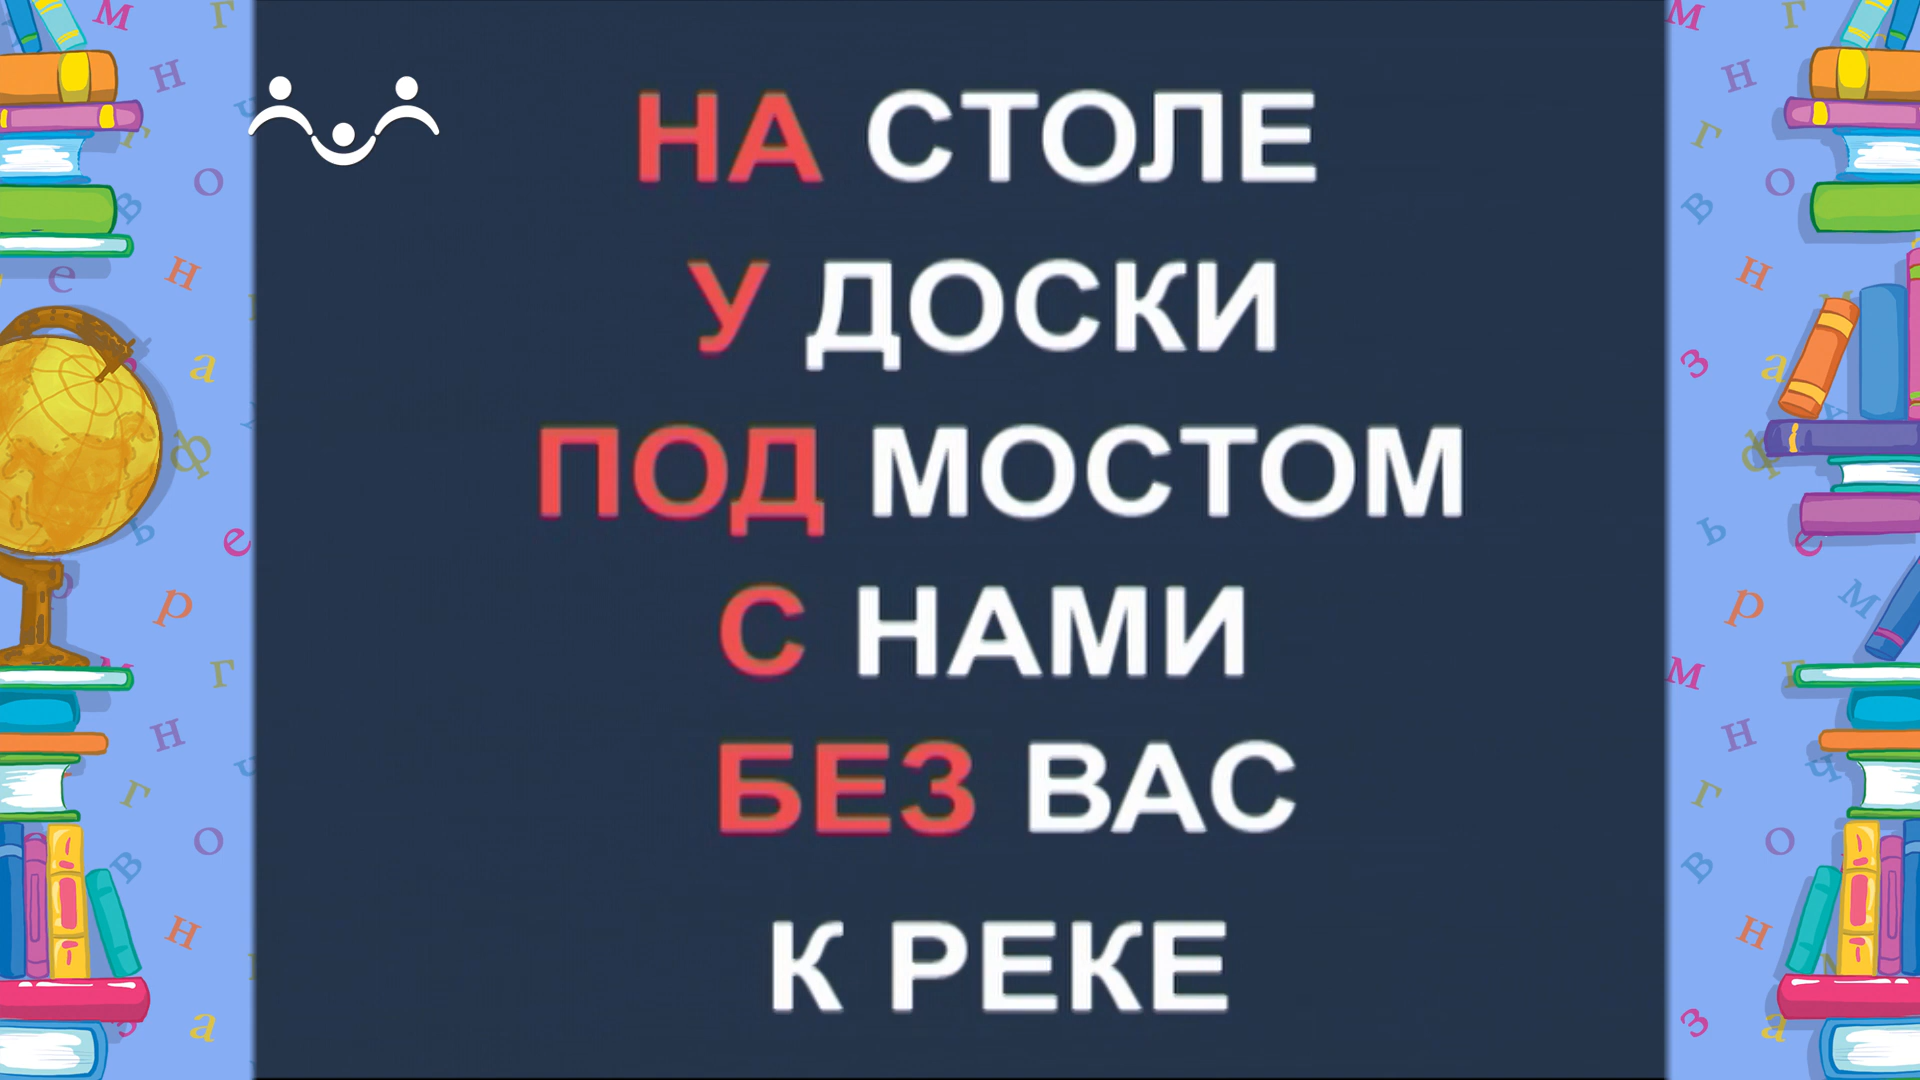 НА СТОЛЕ
У ДОСКИ
ПОД МОСТОМ
С НАМИ
БЕЗ ВАС
К РЕКЕ